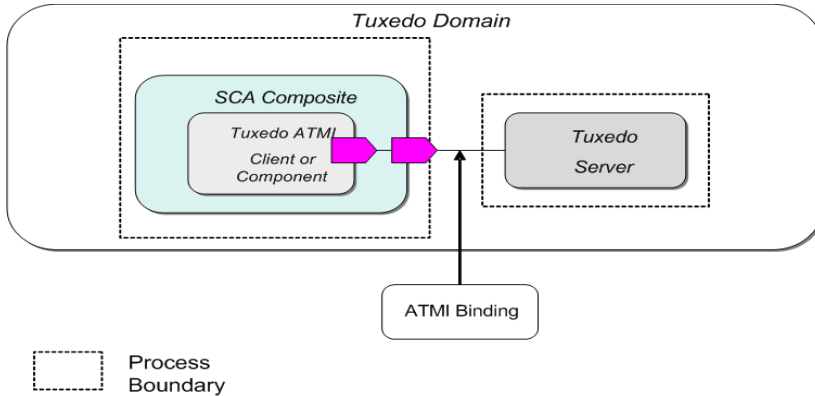 Tuxedo Domain
SCA Composite
Tuxedo ATMI
Client or
Component
Tuxedo
Server
ATMI Binding
Process
Boundary